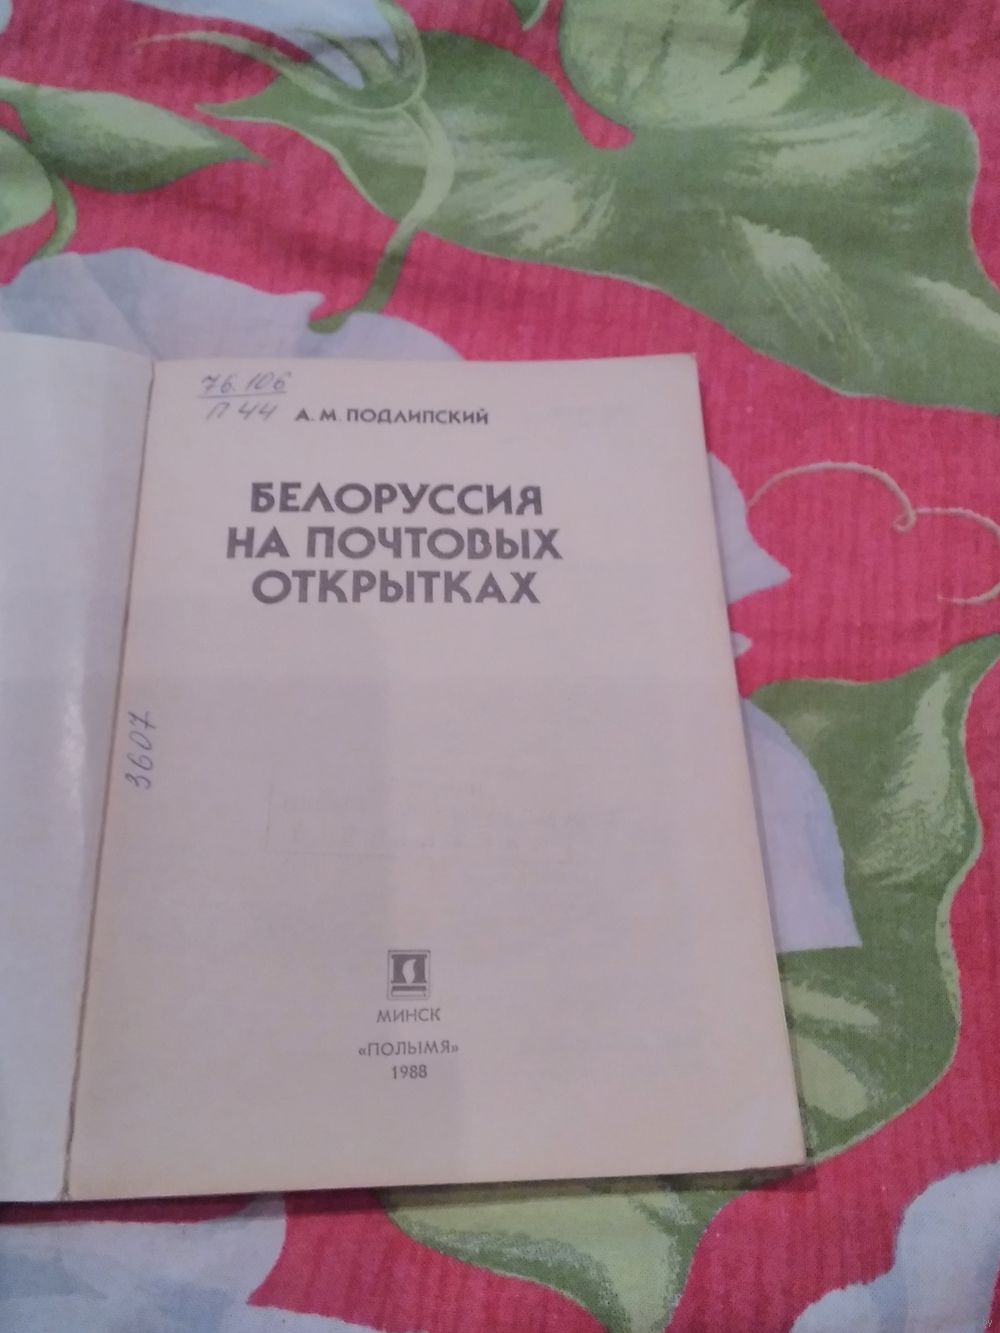 76.106
П 44
А. М. ПОДЛИПСКИЙ
БЕЛОРУССИЯ
НА ПОЧТОВЫХ
ОТКРЫТКАХ
3607
П
МИНСК
«ПОЛЫМЯ»
1988